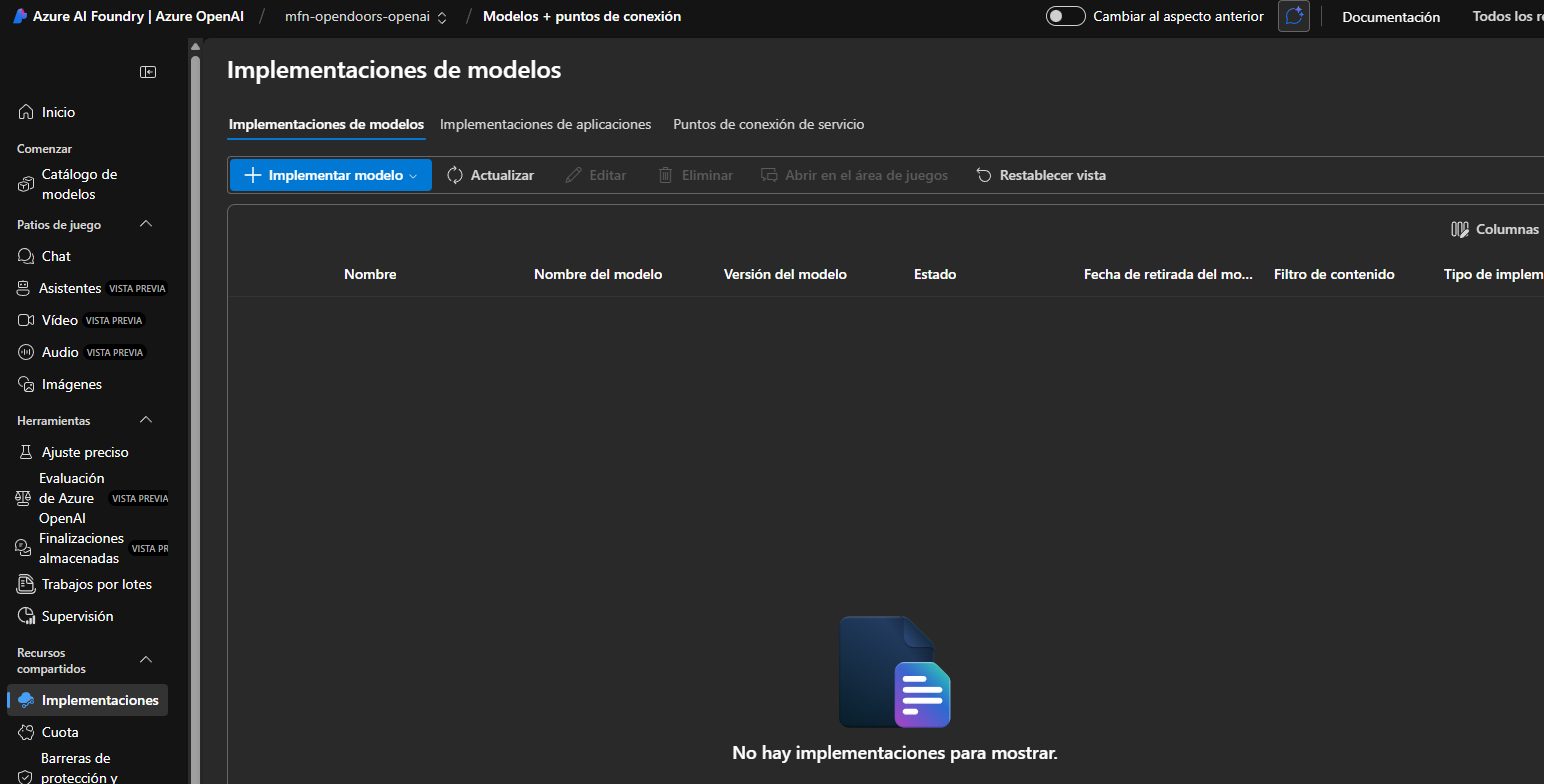 Azure AI Foundry | Azure OpenAI / mfn-opendoors-openai / Modelos + puntos de conexión
Cambiar al aspecto anterior
Documentación
Todos los
Inicio
Comenzar
Catálogo de
modelos
Patios de juego
Chat
Asistentes VISTA PREVIA
Vídeo VISTA PREVIA
Audio VISTA PREVIA
Imágenes
Herramientas
Ajuste preciso
Evaluación
de Azure VISTA PREVIA
OpenAI
Finalizaciones
almacenadas VISTA PR
Trabajos por lotes
Supervisión
Recursos
compartidos
Implementaciones
Cuota
Barreras de
protección y
Implementaciones de modelos
Implementaciones de modelos Implementaciones de aplicaciones Puntos de conexión de servicio
Implementar modelo Actualizar Editar Eliminar Abrir en el área de juegos Restablecer vista
Columnas
Nombre Nombre del modelo Versión del modelo Estado Fecha de retirada del mo... Filtro de contenido Tipo de implem
No hay implementaciones para mostrar.